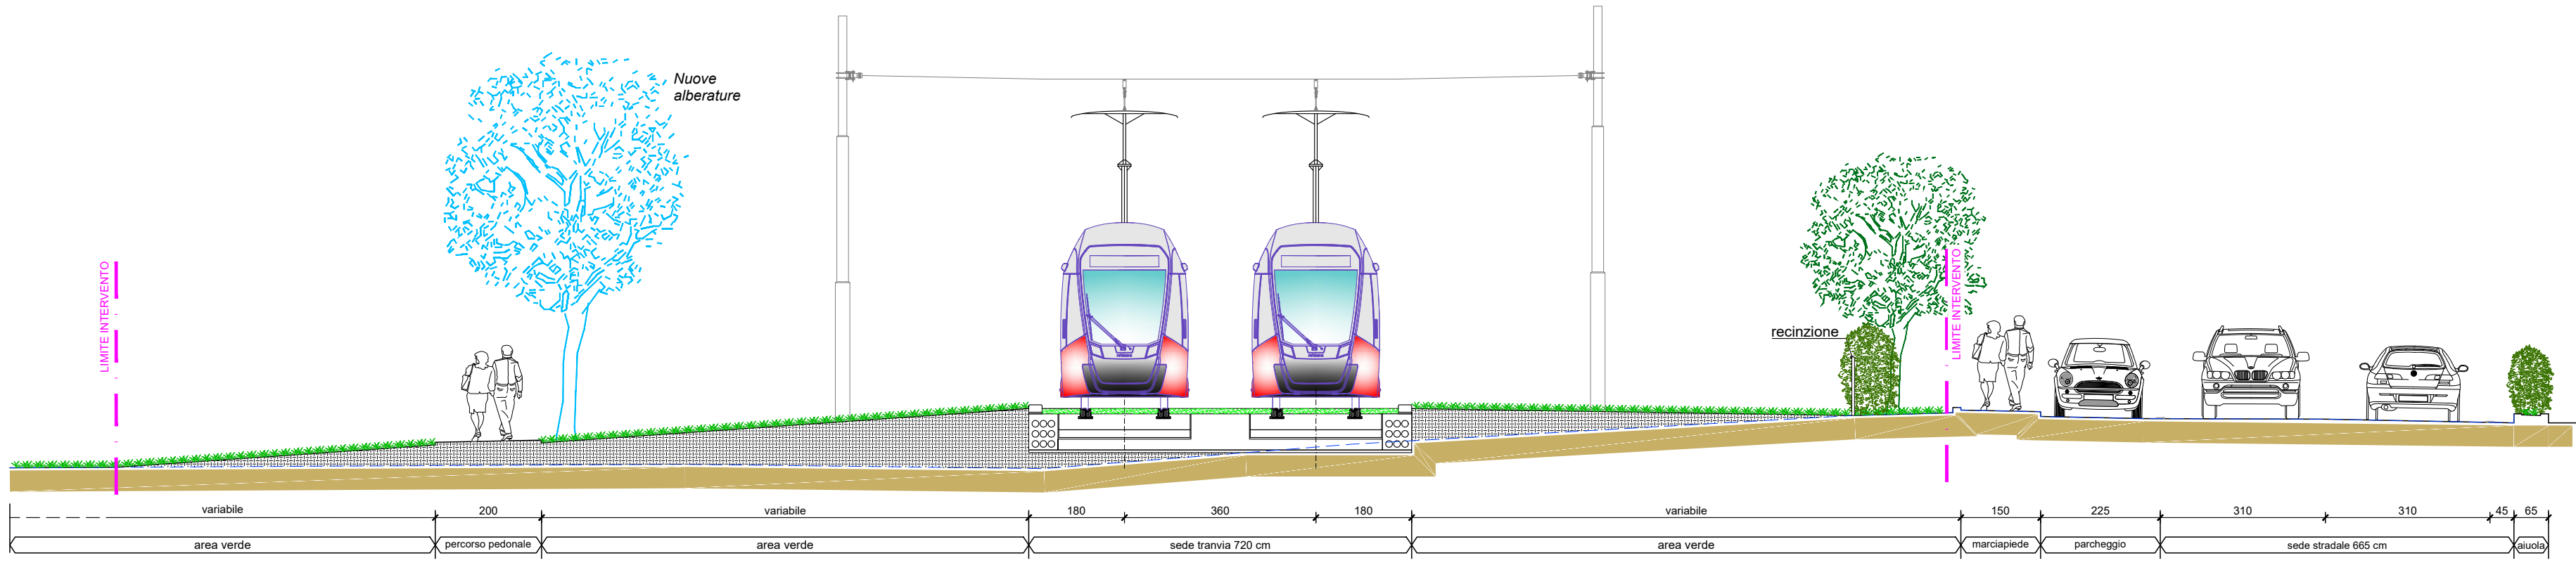 Nuove
alberature
LIMITE INTERVENTO
LIMITE INTERVENTO
recinzione
variabile 200 variabile 180 360 180 variabile 150 225 310 310 45 65
area verde percorso pedonale area verde sede tranvia 720 cm area verde marciapiede parcheggio sede stradale 665 cm aiuola